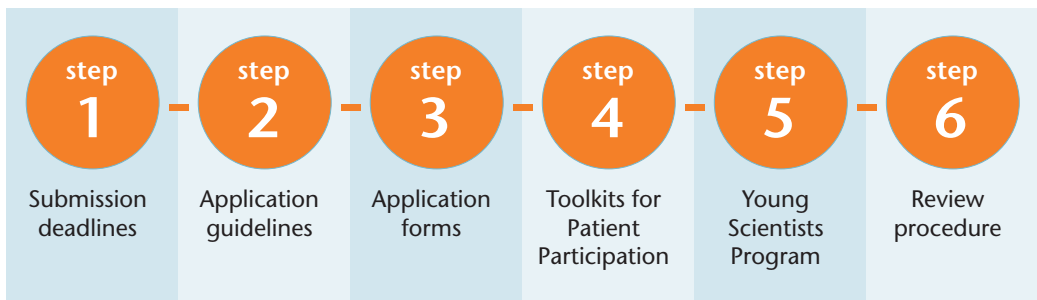 step
1
Submission
deadlines
step
2
Application
guidelines
step
3
Application
forms
step
4
Toolkits for
Patient
Participation
step
5
Young
Scientists
Program
step
6
Review
procedure